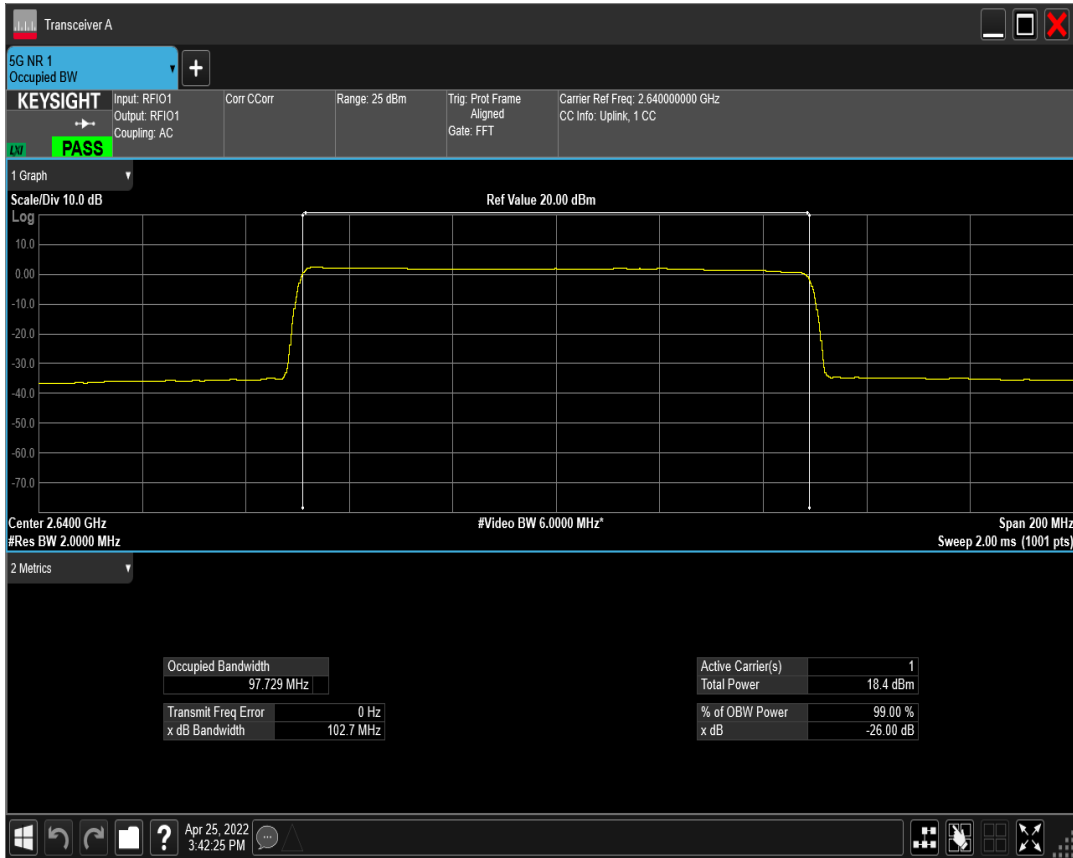 Transceiver A
5G NR 1
Occupied BW
KEYSIGHT
LXI
PASS
Input: RFIO1
Output: RFIO1
Coupling: AC
Corr CCorr
Range: 25 dBm
Trig: Prot Frame
Aligned
Gate: FFT
Carrier Ref Freq: 2.640000000 GHz
CC Info: Uplink, 1 CC
1 Graph
Scale/Div 10.0 dB
Ref Value 20.00 dBm
Log
10.0
0.00
-10.0
-20.0
-30.0
-40.0
-50.0
-60.0
-70.0
Center 2.6400 GHz
#Video BW 6.0000 MHz*
Span 200 MHz
#Res BW 2.0000 MHz
Sweep 2.00 ms (1001 pts)
2 Metrics
Occupied Bandwidth
97.729 MHz
Transmit Freq Error 0 Hz
x dB Bandwidth 102.7 MHz
Active Carrier(s) 1
Total Power 18.4 dBm
% of OBW Power 99.00 %
x dB -26.00 dB
?
Apr 25, 2022
3:42:25 PM